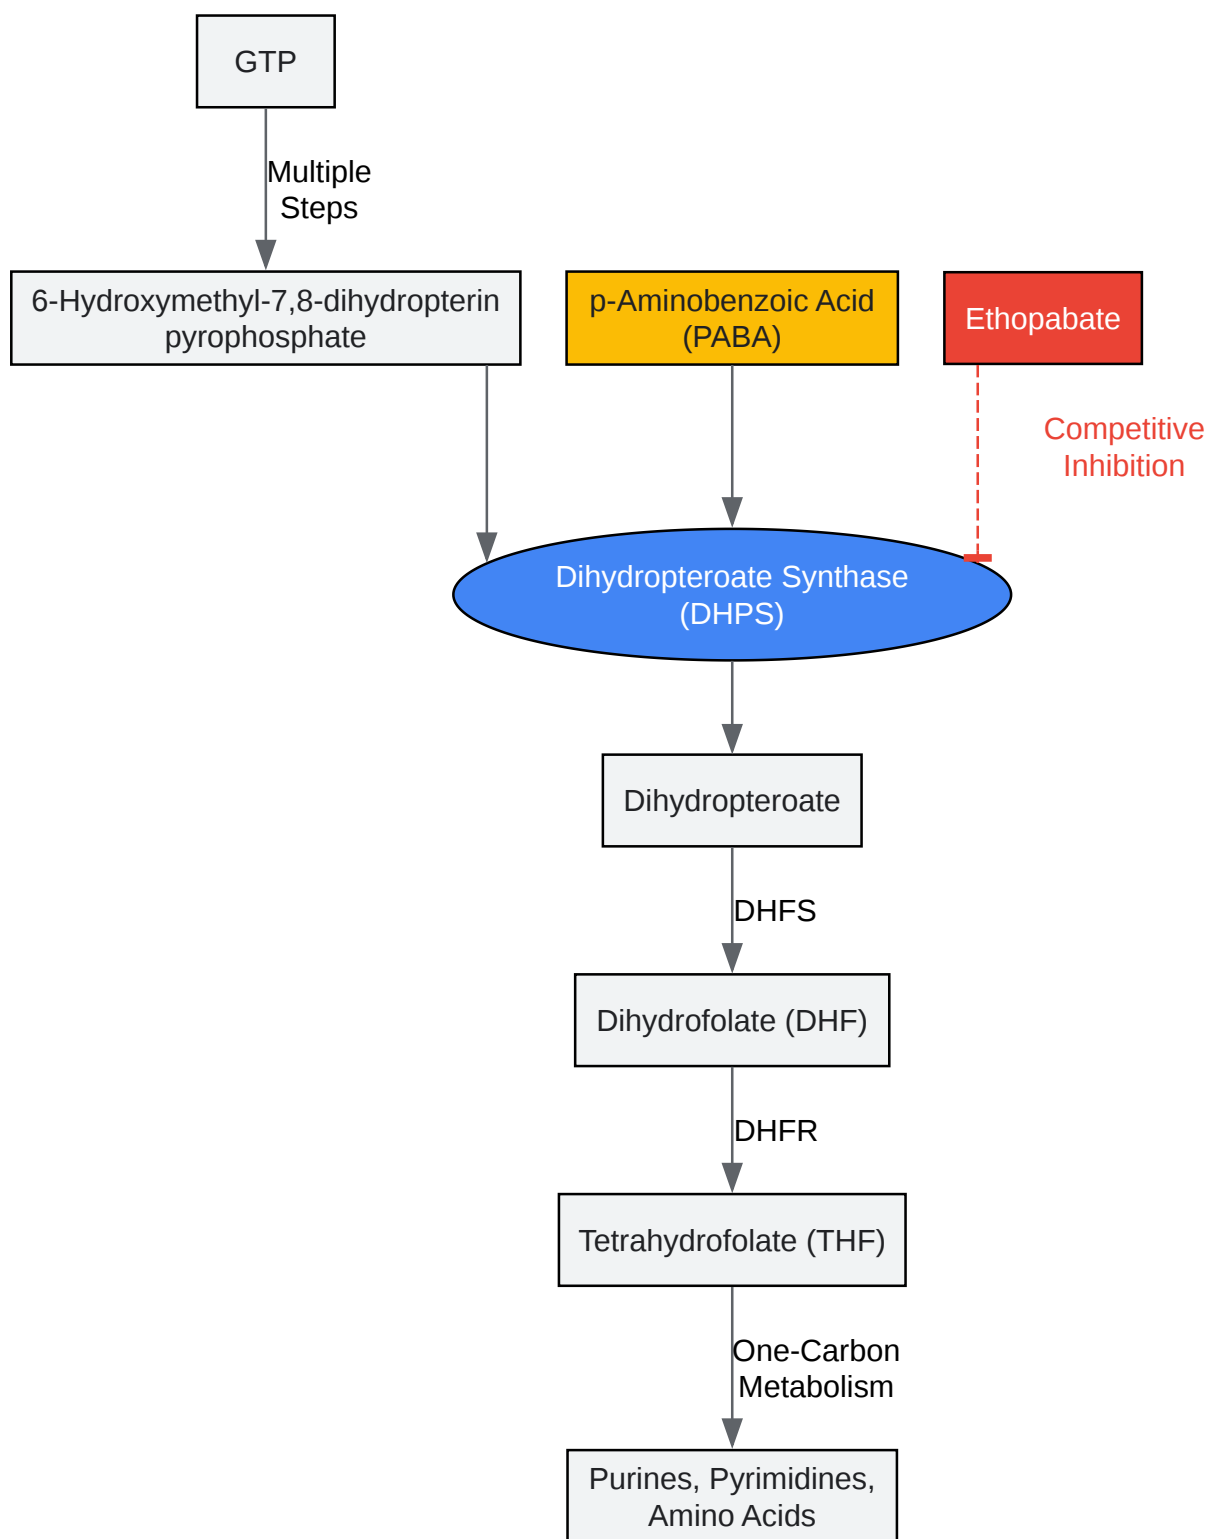 GTP
Multiple
Steps
6-Hydroxymethyl-7,8-dihydropterin
pyrophosphate
p-Aminobenzoic Acid
(PABA)
Ethopabate
Competitive
Inhibition
Dihydropteroate Synthase
(DHPS)
Dihydropteroate
DHFS
Dihydrofolate (DHF)
DHFR
Tetrahydrofolate (THF)
One-Carbon
Metabolism
Purines, Pyrimidines,
Amino Acids